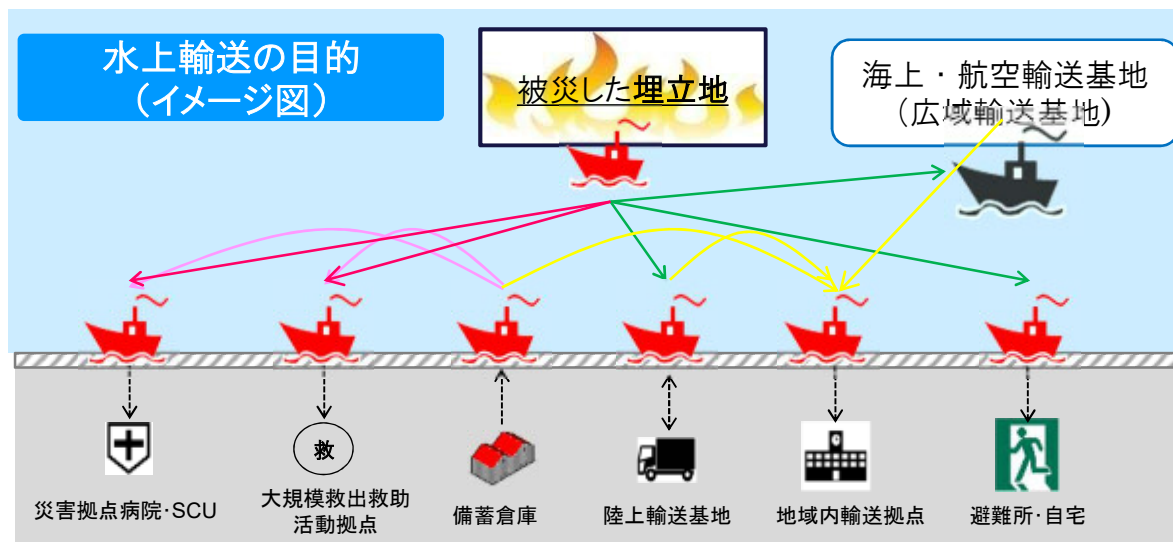 水上輸送の目的
（イメージ図）
被災した埋立地
海上・航空輸送基地
（広域輸送基地）
救
災害拠点病院・SCU
大規模救出救助
活動拠点
備蓄倉庫
陸上輸送基地
地域内輸送拠点
避難所・自宅